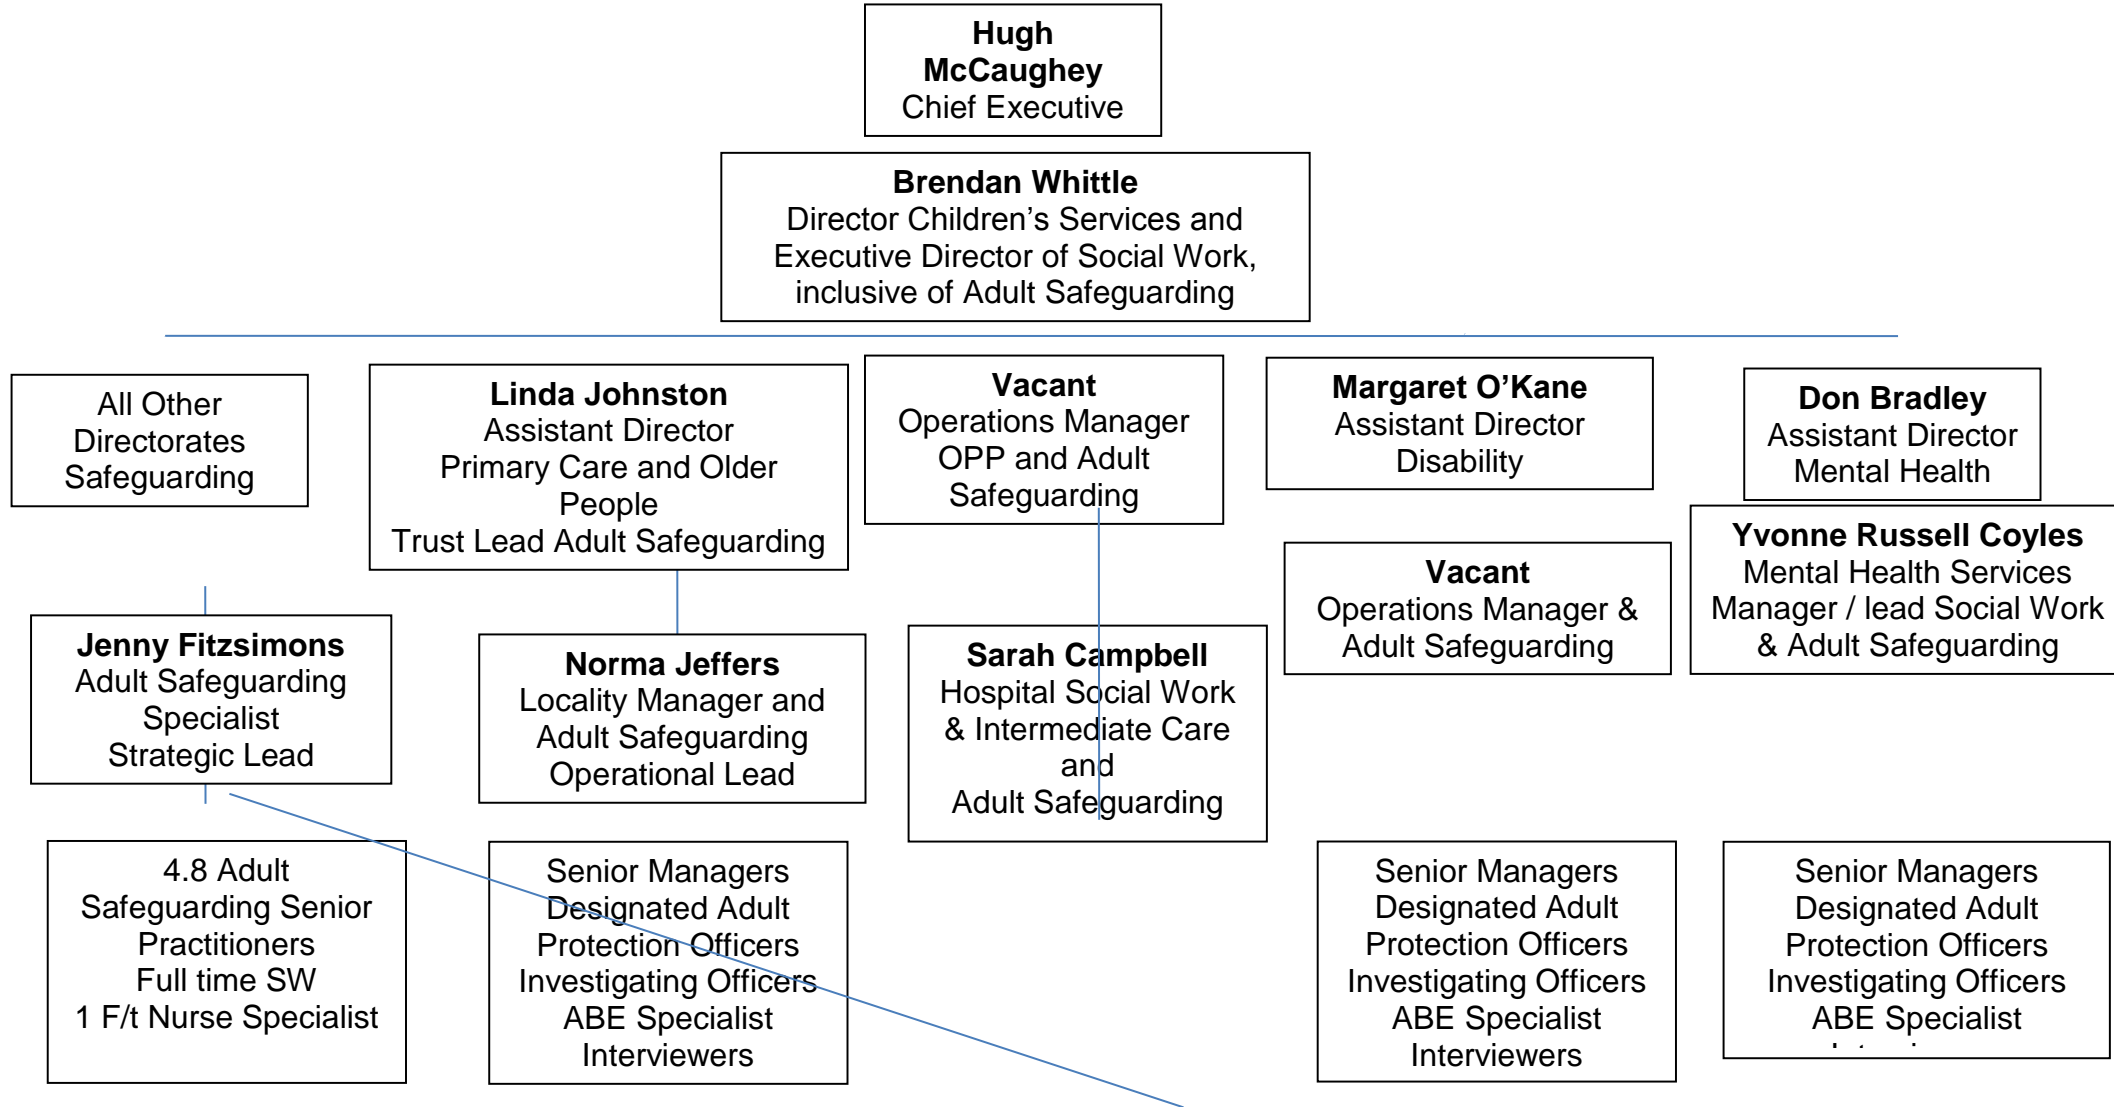 Hugh
McCaughey
Chief Executive
Brendan Whittle
Director Children’s Services and
Executive Director of Social Work,
inclusive of Adult Safeguarding
All Other
Directorates
Safeguarding
Linda Johnston
Assistant Director
Primary Care and Older
People
Trust Lead Adult Safeguarding
Vacant
Operations Manager
OPP and Adult
Safeguarding
Margaret O’Kane
Assistant Director
Disability
Don Bradley
Assistant Director
Mental Health
Jenny Fitzsimons
Adult Safeguarding
Specialist
Strategic Lead
Norma Jeffers
Locality Manager and
Adult Safeguarding
Operational Lead
Sarah Campbell
Hospital Social Work
& Intermediate Care
and
Adult Safeguarding
Vacant
Operations Manager &
Adult Safeguarding
Yvonne Russell Coyles
Mental Health Services
Manager / lead Social Work
& Adult Safeguarding
4.8 Adult
Safeguarding Senior
Practitioners
Full time SW
1 F/t Nurse Specialist
Senior Managers
Designated Adult
Protection Officers
Investigating Officers
ABE Specialist
Interviewers
Senior Managers
Designated Adult
Protection Officers
Investigating Officers
ABE Specialist
Interviewers
Senior Managers
Designated Adult
Protection Officers
Investigating Officers
ABE Specialist